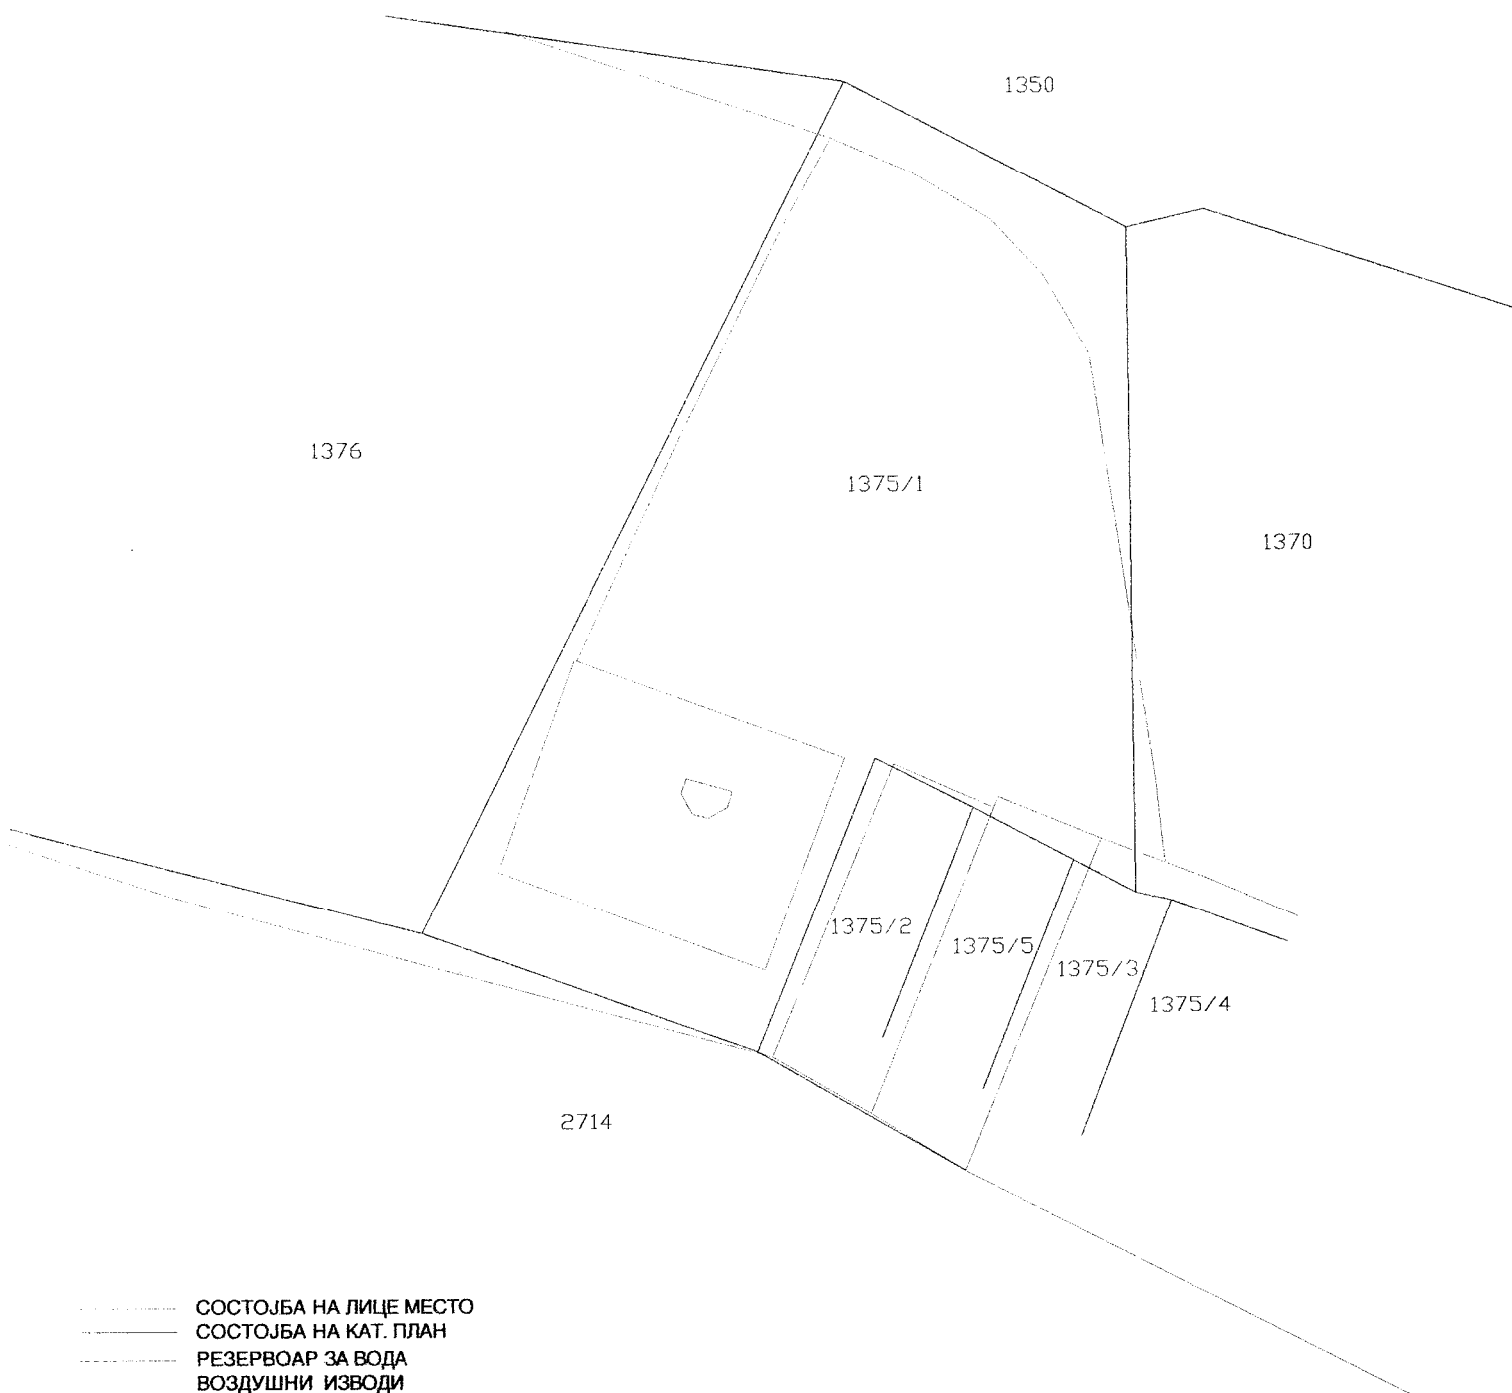 1350
1376
1375/1
1370
1375/2
1375/5
1375/3
1375/4
2714
СОСТОЈБА НА ЛИЦЕ МЕСТО
СОСТОЈБА НА КАТ. ПЛАН
РЕЗЕРВОАР ЗА ВОДА
ВОЗДУШНИ ИЗВОДИ